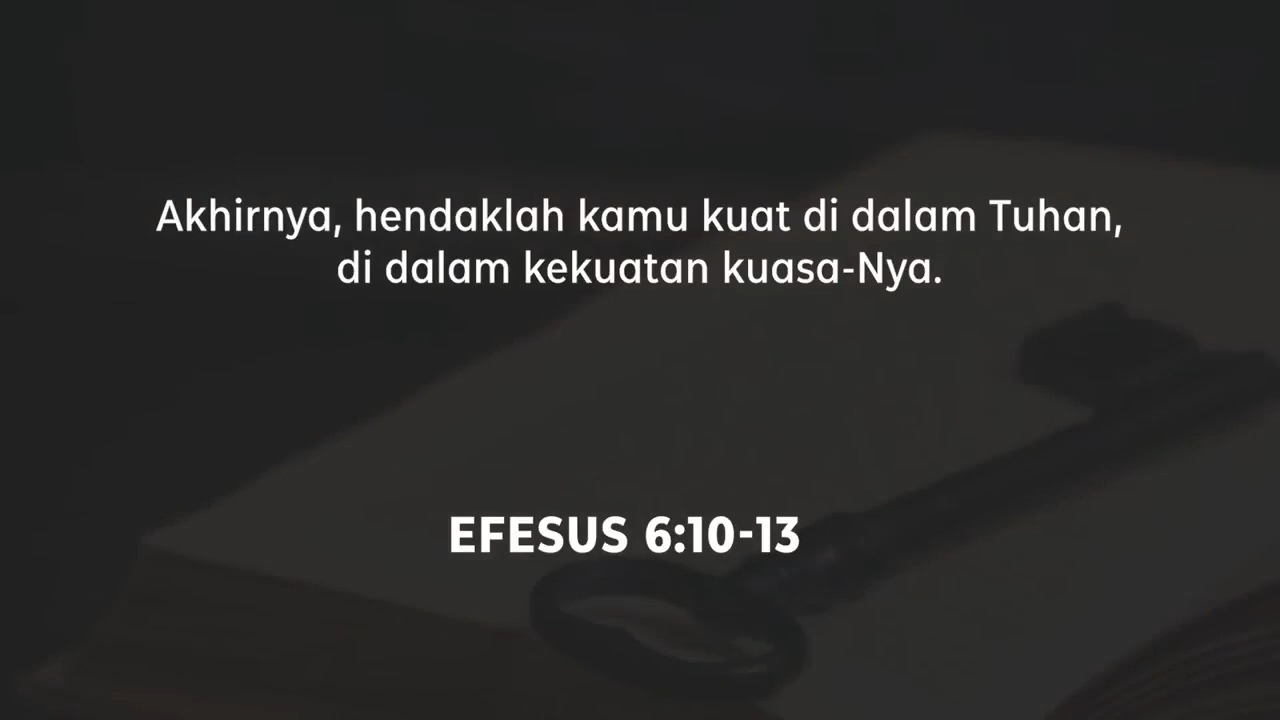 Akhirnya, hendaklah kamu kuat di dalam Tuhan,
di dalam kekuatan kuasa-Nya.
EFESUS 6:10-13